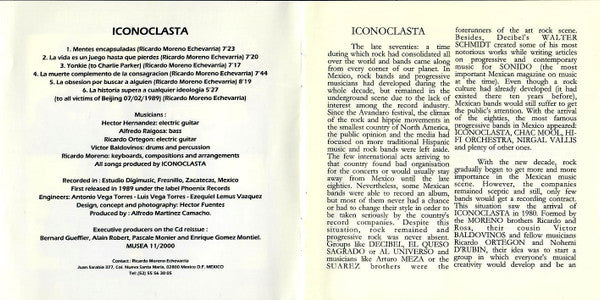 ICONOCLASTA
1. Mentes encapsuladas (Ricardo Moreno Echevarria) 7'23
2. La vida es un juego hasta que pierdes (Ricardo Moreno Echevarria) 7'20
3. Yonkie (to Charlie Parker) (Ricardo Moreno Echevarria) 7'17
4. La muerte complemento de la consagracion (Ricardo Moreno Echevarria) 7'44
5. La obsesion por buscar a alguien (Ricardo Moreno Echevarria) 8'19
6. La historia supera a cualquier ideologia 5'27
(to all victims of Beijing 07/02/1989) (Ricardo Moreno Echevarria)
Musicians :
Hector Hernandez: electric guitar
Alfredo Raigosa: bass
Ricardo Ortegon: electric guitar
Victor Baldovinos: drums and percussion
Ricardo Moreno: keyboards, compositions and arrangements
All songs produced by ICONOCLASTA
Recorded in : Estudio Digimusic, Fresnillo, Zacatecas, Mexico
First released in 1989 under the label Phoenix Records
Engineers: Antonio Vega Torres - Luis Vega Torres - Ezequiel Lemus Vazquez
Design, concept and photography: Hector Fuentes
Produced by : Alfredo Martinez Camacho.
Executive producers on the Cd reissue :
Bernard Gueffier, Alain Robert, Pascale Monier and Enrique Gomez Montiel.
MUSEA 11/2000
Contact : Ricardo Moreno Echevarria
Juan Sarabia 377, Col. Nueva Santa Maria, 02800 Mexico D.F. MEXICO
Tel: (52) 55 56 30 05
ICONOCLASTA
The late seventies: a time
during which rock had consolidated all
over the world and bands came along
from every corner of our planet. In
Mexico, rock bands and progressive
musicians had developed during the
whole decade, but remained in the
underground scene due to the lack of
interest among the record industry.
Since the Avandaro festival, the climax
of the rock and hippie movements in
the smallest country of North America,
the public opinion and the media had
focused on more traditional Hispanic
music and rock bands were left aside.
The few international acts arriving to
that country found bad organisation
for the concerts or would usually stay
away from Mexico until the late
eighties. Nevertheless, some Mexican
bands were able to record an album,
but most of them never had a chance
or had to change their style in order to
be taken seriously by the country's
record companies. Despite this
situation, rock remained and
progressive rock was never absent.
Groups like DECIBEL, EL QUESO
SAGRADO or AL UNIVERSO and
musicians like Arturo MEZA or the
SUAREZ brothers were the
forerunners of the art rock scene.
Besides, Decibel's WALTER
SCHMIDT created some of his most
notorious works while writing articles
on progressive and contemporary
music for SONIDO (the most
important Mexican magazine on music
at the time). Even though a rock
culture had already developed (it had
existed there ten years before),
Mexican bands would still suffer to get
the public's attention. With the arrival
of the eighties, the most famous
progressive bands in Mexico appeared:
ICONOCLASTA, CHAC MOOL, HI-
FI ORCHESTRA, NIRGAL VALLIS
and plenty of other ones.
With the new decade, rock
gradually began to get more and more
importance in the Mexican music
scene. However, the companies
remained sceptic and still, only few
bands would get a recording contract.
This situation saw the arrival of
ICONOCLASTA in 1980. Formed by
the MORENO brothers Ricardo and
Rosa, their cousin Victor
BALDOVINOS and fellow musicians
Ricardo ORTEGON and Nohemi
D'RUBIN, their idea was to start a
group in which everyone's musical
creativity would develop and be an